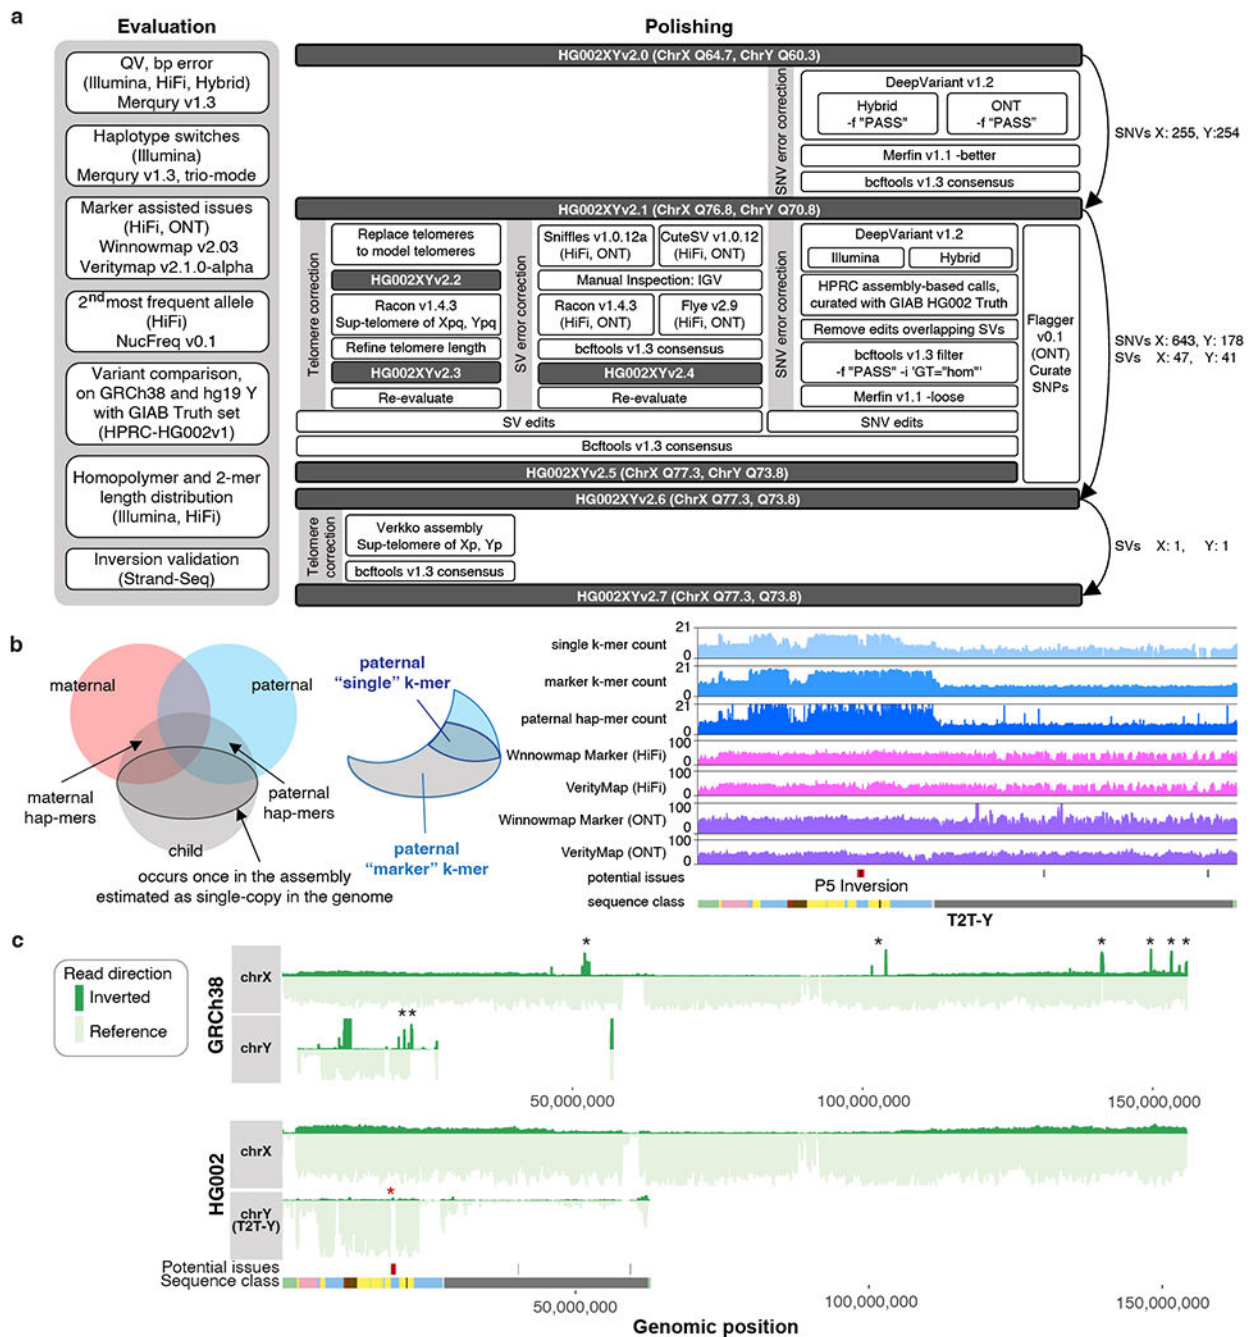 a
Evaluation
Polishing
QV, bp error
(Illumina, HiFi, Hybrid)
Merqury v1.3
Haplotype switches
(Illumina)
Merqury v1.3, trio-mode
Marker assisted issues
(HiFi, ONT)
Winnowmap v2.03
Veritymap v2.1.0-alpha
2nd most frequent allele
(HiFi)
NucFreq v0.1
Variant comparison,
on GRCh38 and hg19 Y
with GIAB Truth set
(HPRC-HG002v1)
Homopolymer and 2-mer
length distribution
(Illumina, HiFi)
Inversion validation
(Strand-Seq)
HG002XYv2.0 (ChrX Q64.7, ChrY Q60.3)
SNV error correction
DeepVariant v1.2
Hybrid
-f "PASS"
ONT
-f "PASS"
Merfin v1.1 -better
bcftools v1.3 consensus
SNVs X: 255, Y:254
HG002XYv2.1 (ChrX Q76.8, ChrY Q70.8)
Telomere correction
Replace telomeres
to model telomeres
HG002XYv2.2
Racon v1.4.3
Sup-telomere of Xpq, Ypq
Refine telomere length
HG002XYv2.3
Re-evaluate
SV error correction
Sniffles v1.0.12a
(HiFi, ONT)
CuteSV v1.0.12
(HiFi, ONT)
Manual Inspection: IGV
Racon v1.4.3
(HiFi, ONT)
Flye v2.9
(HiFi, ONT)
bcftools v1.3 consensus
HG002XYv2.4
Re-evaluate
SNV error correction
DeepVariant v1.2
Illumina
Hybrid
HPRC assembly-based calls,
curated with GIAB HG002 Truth
Remove edits overlapping SVs
bcftools v1.3 filter
-f "PASS" -i 'GT="hom"'
Merfin v1.1 -loose
Flagger
v0.1
(ONT)
Curate
SNPs
SNVs X: 643, Y: 178
SVs X: 47, Y: 41
SV edits
SNV edits
Bcftools v1.3 consensus
HG002XYv2.5 (ChrX Q77.3, ChrY Q73.8)
HG002XYv2.6 (ChrX Q77.3, Q73.8)
Telomere
correction
Verkko assembly
Sup-telomere of Xp, Yp
bcftools v1.3 consensus
SVs X: 1, Y: 1
HG002XYv2.7 (ChrX Q77.3, Q73.8)
b
maternal
paternal
maternal
hap-mers
paternal
hap-mers
child
occurs once in the assembly
estimated as single-copy in the genome
paternal
"single" k-mer
paternal
"marker" k-mer
single k-mer count
21
0
marker k-mer count
21
0
paternal hap-mer count
21
0
Wnnowmap Marker (HiFi)
100
0
VerityMap (HiFi)
100
0
Winnowmap Marker (ONT)
100
0
VerityMap (ONT)
100
0
potential issues
P5 Inversion
sequence class
T2T-Y
c
Read direction
Inverted
Reference
GRCh38
chrX
* * * * * *
chrY
* *
50,000,000
100,000,000
150,000,000
HG002
chrX
chrY
(T2T-Y)
*
Potential issues
Sequence class
50,000,000
100,000,000
150,000,000
Genomic position